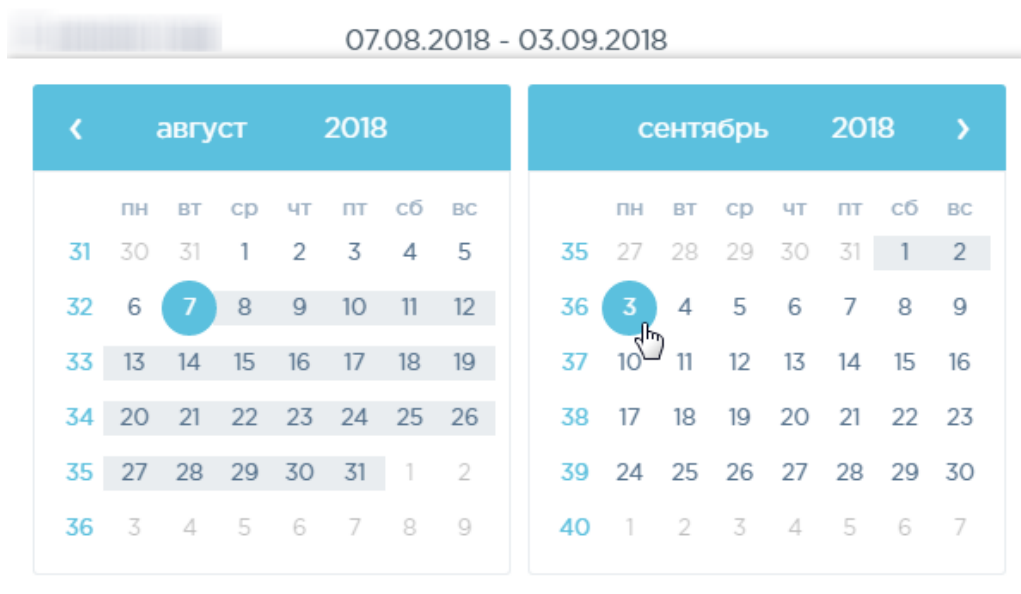 07.08.2018 - 03.09.2018
август 2018
пн вт ср чт пт сб вс
31 30 31 1 2 3 4 5
32 6 7 8 9 10 11 12
33 13 14 15 16 17 18 19
34 20 21 22 23 24 25 26
35 27 28 29 30 31 1 2
36 3 4 5 6 7 8 9
сентябрь 2018
пн вт ср чт пт сб вс
35 27 28 29 30 31 1 2
36 3 4 5 6 7 8 9
37 10 11 12 13 14 15 16
38 17 18 19 20 21 22 23
39 24 25 26 27 28 29 30
40 1 2 3 4 5 6 7